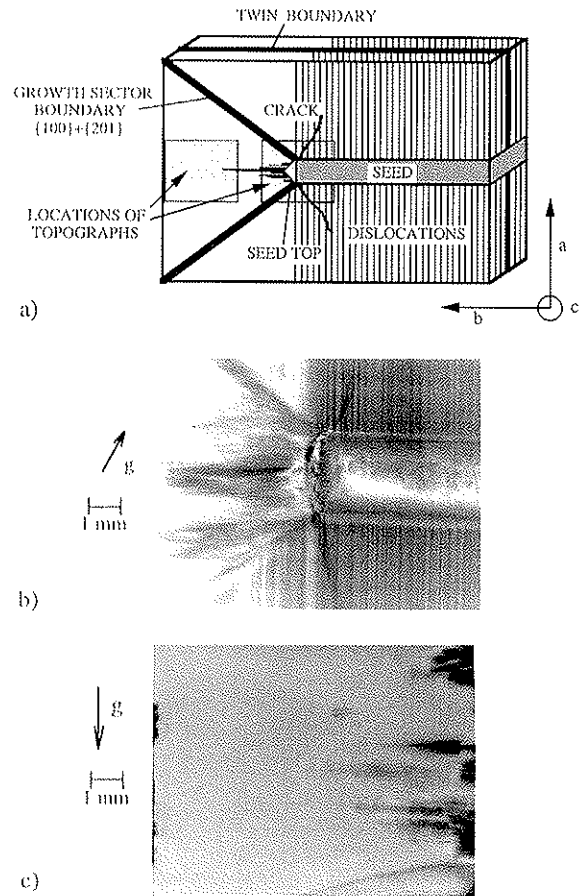 TWIN BOUNDARY
GROWTH SECTOR
BOUNDARY
{100}+{201}
CRACK
SEED
LOCATIONS OF
TOPOGRAPHS
SEED TOP
DISLOCATIONS
a
b
c
a)
g
1 mm
b)
g
1 mm
c)